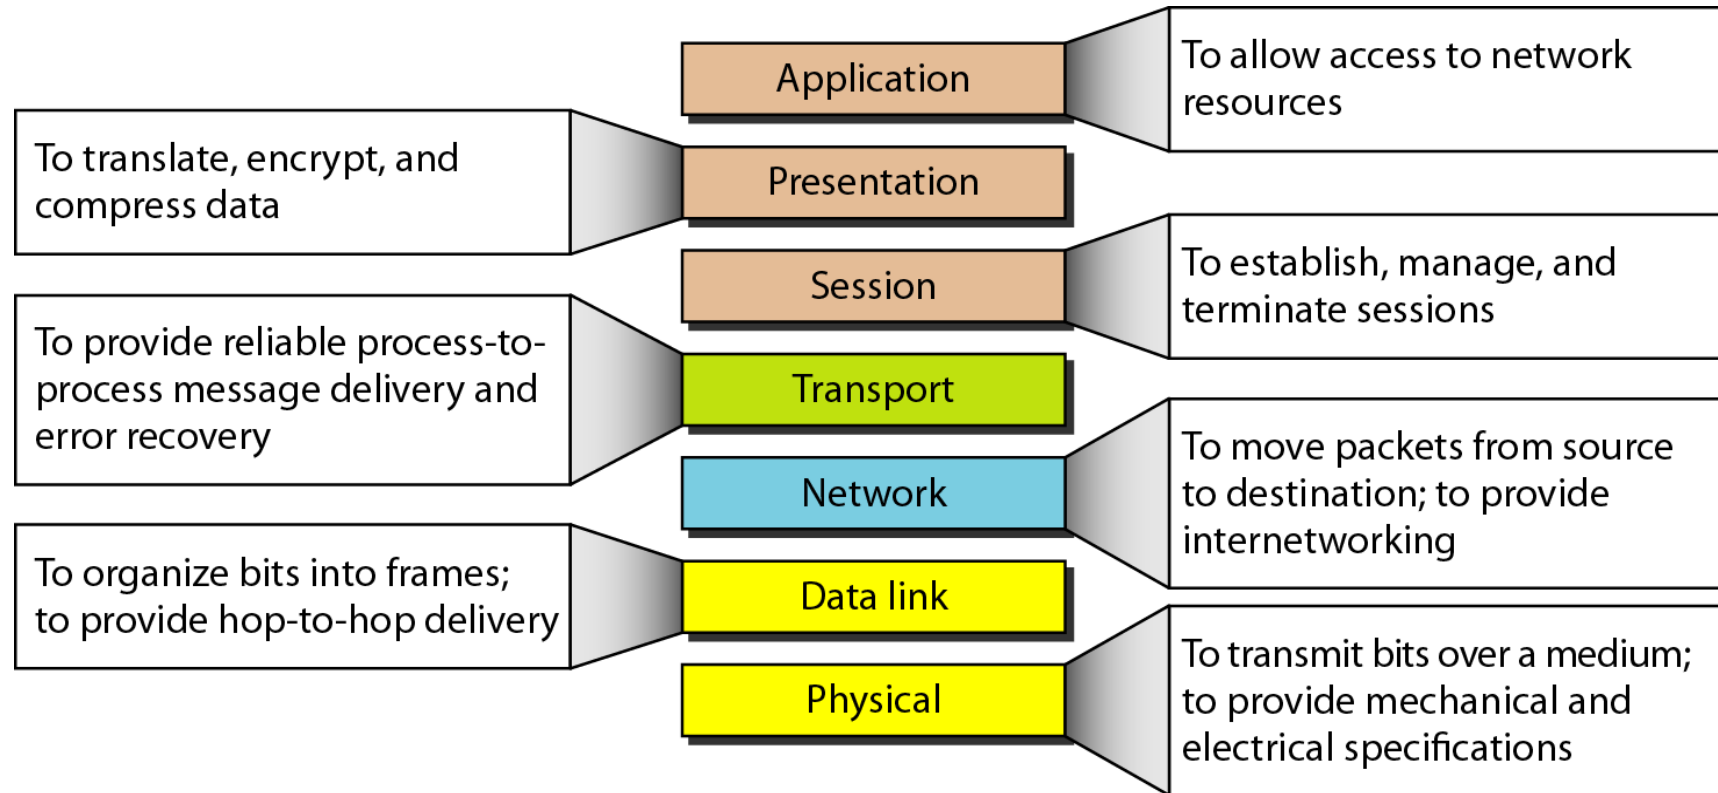 Application
To allow access to network
resources
To translate, encrypt, and
compress data
Presentation
Session
To establish, manage, and
terminate sessions
To provide reliable process-to-
process message delivery and
error recovery
Transport
Network
To move packets from source
to destination; to provide
internetworking
To organize bits into frames;
to provide hop-to-hop delivery
Data link
Physical
To transmit bits over a medium;
to provide mechanical and
electrical specifications